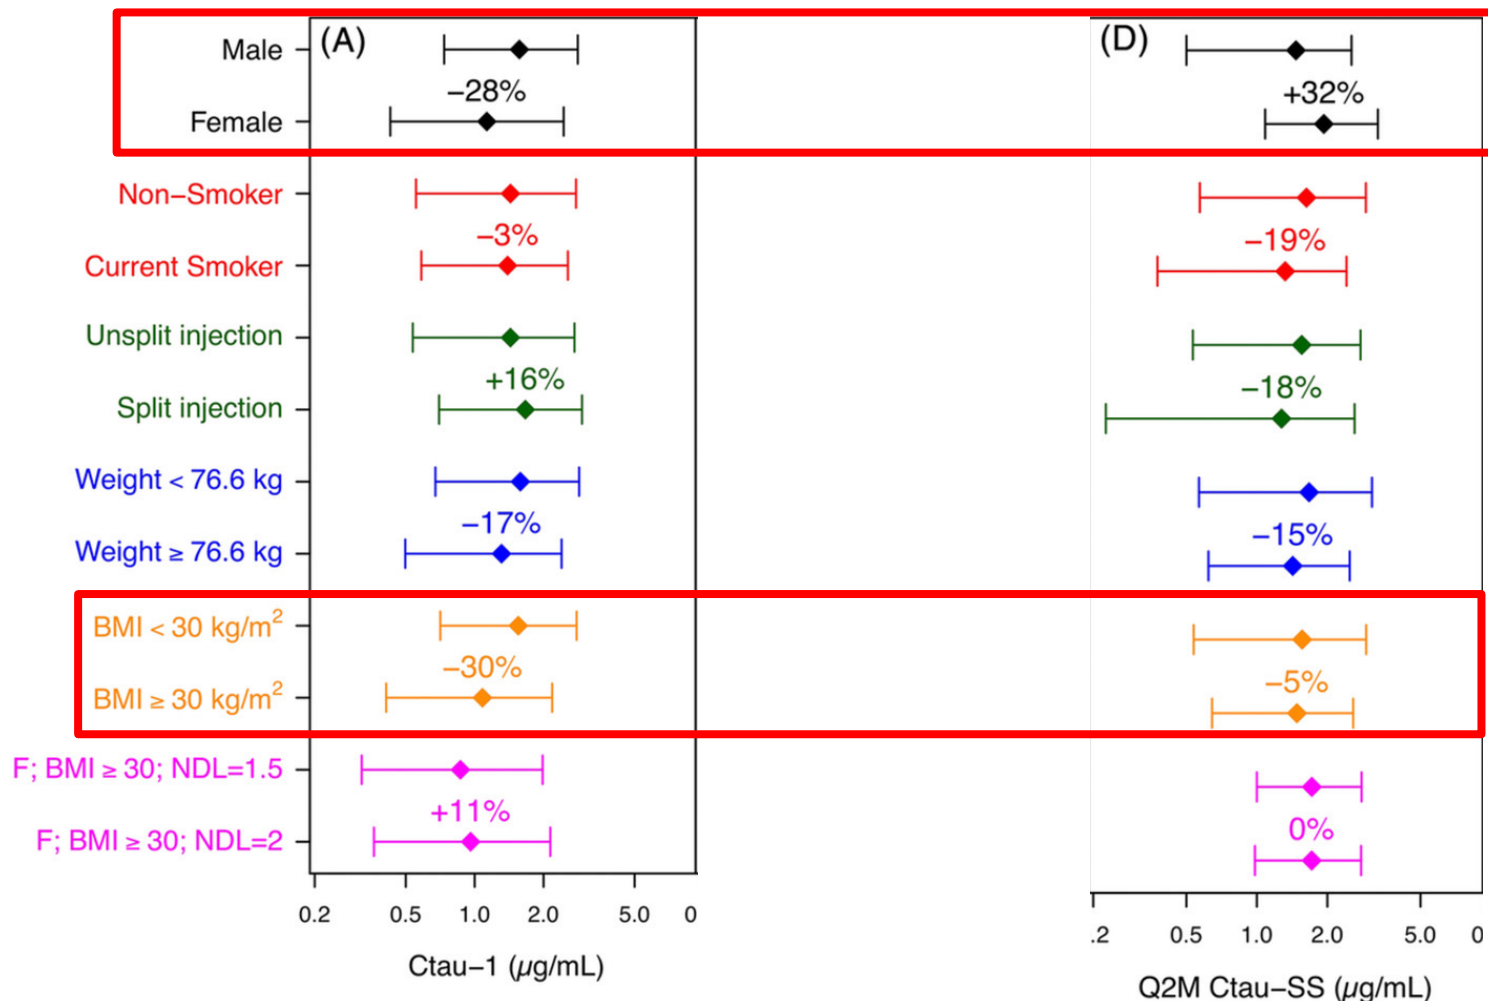 (A)
Male
−28%
Female
Non−Smoker
−3%
Current Smoker
Unsplit injection
+16%
Split injection
Weight < 76.6 kg
−17%
Weight ≥ 76.6 kg
BMI < 30 kg/m²
−30%
BMI ≥ 30 kg/m²
F; BMI ≥ 30; NDL=1.5
+11%
F; BMI ≥ 30; NDL=2
0.2 0.5 1.0 2.0 5.0 0
Ctau−1 (µg/mL)
(D)
+32%
−19%
−18%
−15%
−5%
0%
.2 0.5 1.0 2.0 5.0 0
Q2M Ctau−SS (µg/mL)